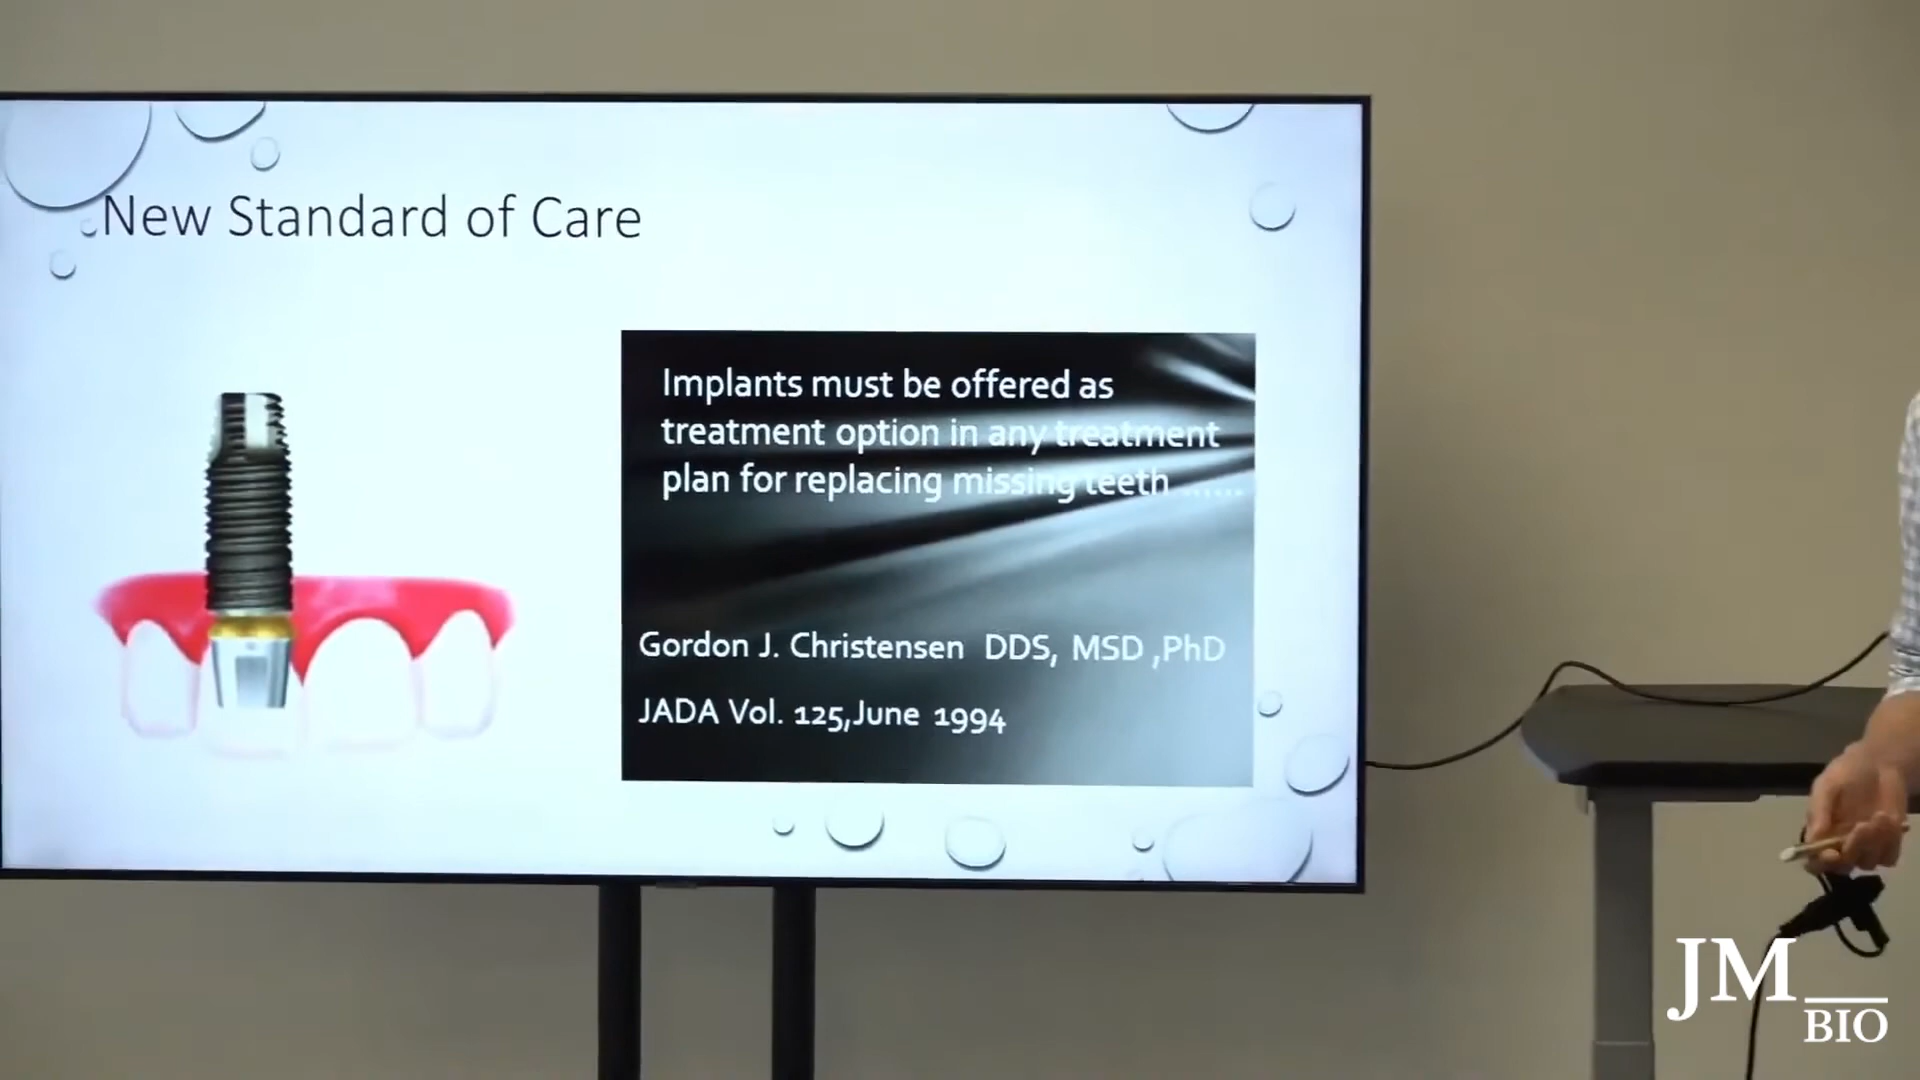 New Standard of Care
Implants must be offered as
treatment option in any treatment
plan for replacing missing teeth ......
Gordon J. Christensen DDS, MSD ,PhD
JADA Vol. 125,June 1994
JM
BIO